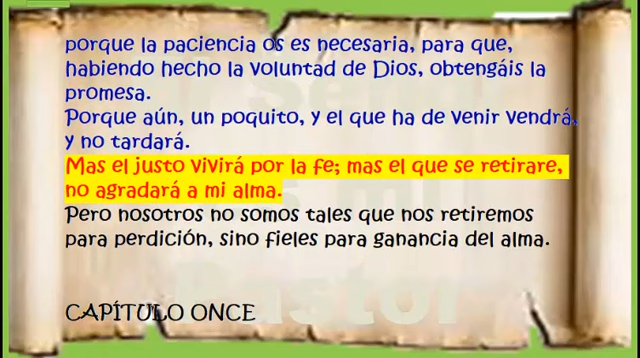 porque la paciencia os es necesaria, para que,
habiendo hecho la voluntad de Dios, obtengáis la
promesa.
Porque aún, un poquito, y el que ha de venir vendrá,
y no tardará.
Mas el justo vivirá por la fe; mas el que se retirare,
no agradará a mi alma.
Pero nosotros no somos tales que nos retiremos
para perdición, sino fieles para ganancia del alma.
CAPÍTULO ONCE